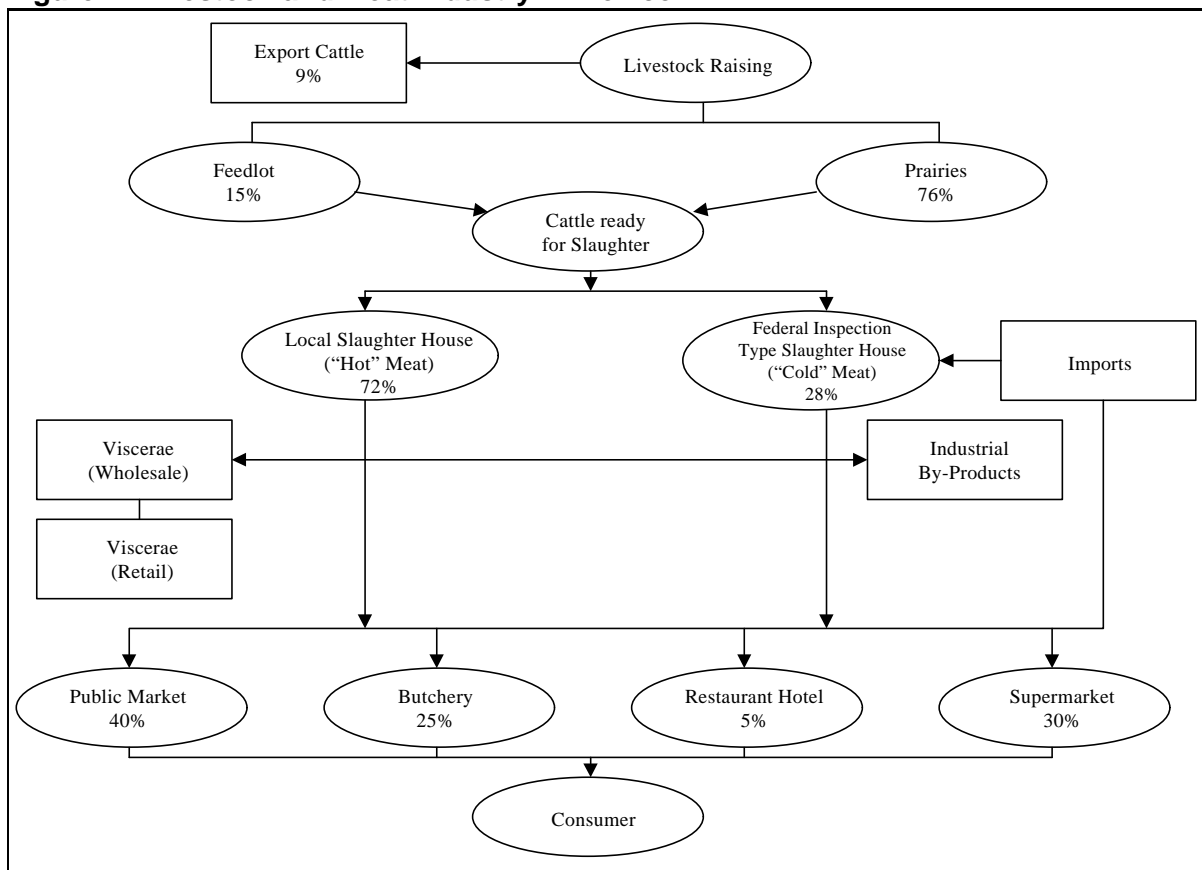 Export Cattle
9%
Livestock Raising
Feedlot
15%
Prairies
76%
Cattle ready
for Slaughter
Local Slaughter House
(“Hot” Meat)
72%
Federal Inspection
Type Slaughter House
(“Cold” Meat)
28%
Imports
Viscerae
(Wholesale)
Industrial
By-Products
Viscerae
(Retail)
Public Market
40%
Butchery
25%
Restaurant Hotel
5%
Supermarket
30%
Consumer